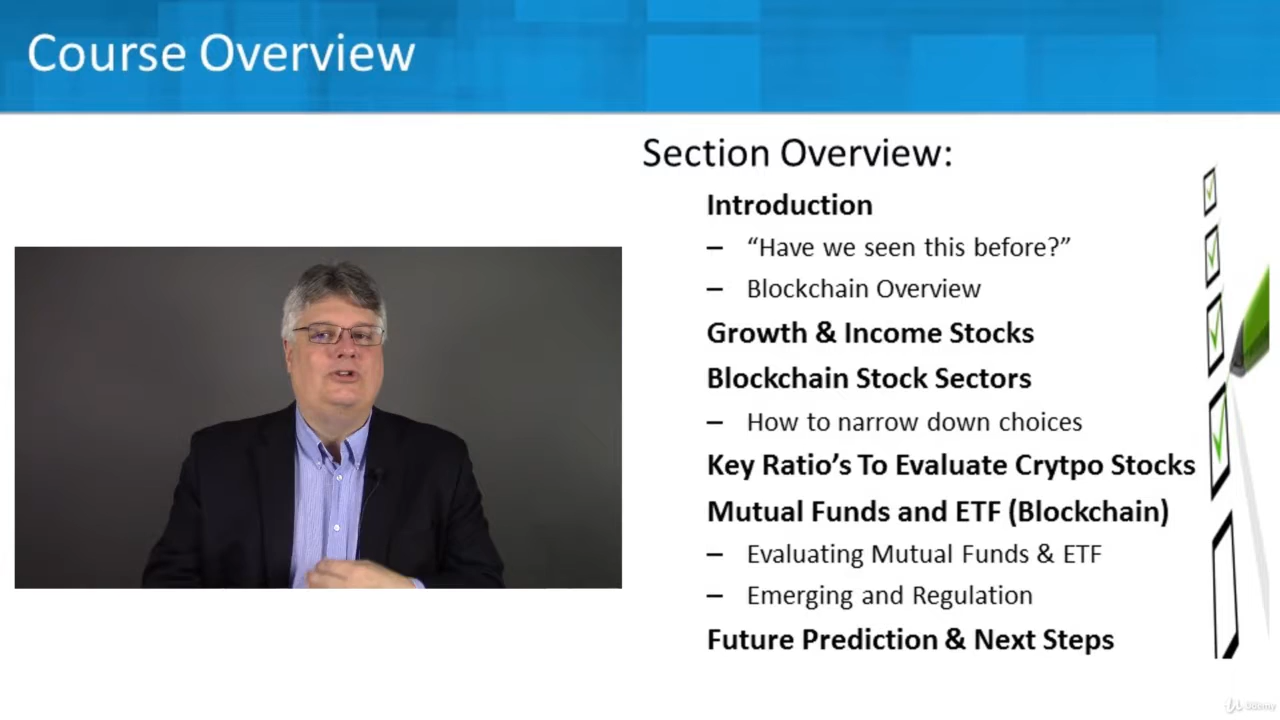 Course Overview
Section Overview:
Introduction
– “Have we seen this before?”
– Blockchain Overview
Growth & Income Stocks
Blockchain Stock Sectors
– How to narrow down choices
Key Ratio’s To Evaluate Crytpo Stocks
Mutual Funds and ETF (Blockchain)
– Evaluating Mutual Funds & ETF
– Emerging and Regulation
Future Prediction & Next Steps
Udemy